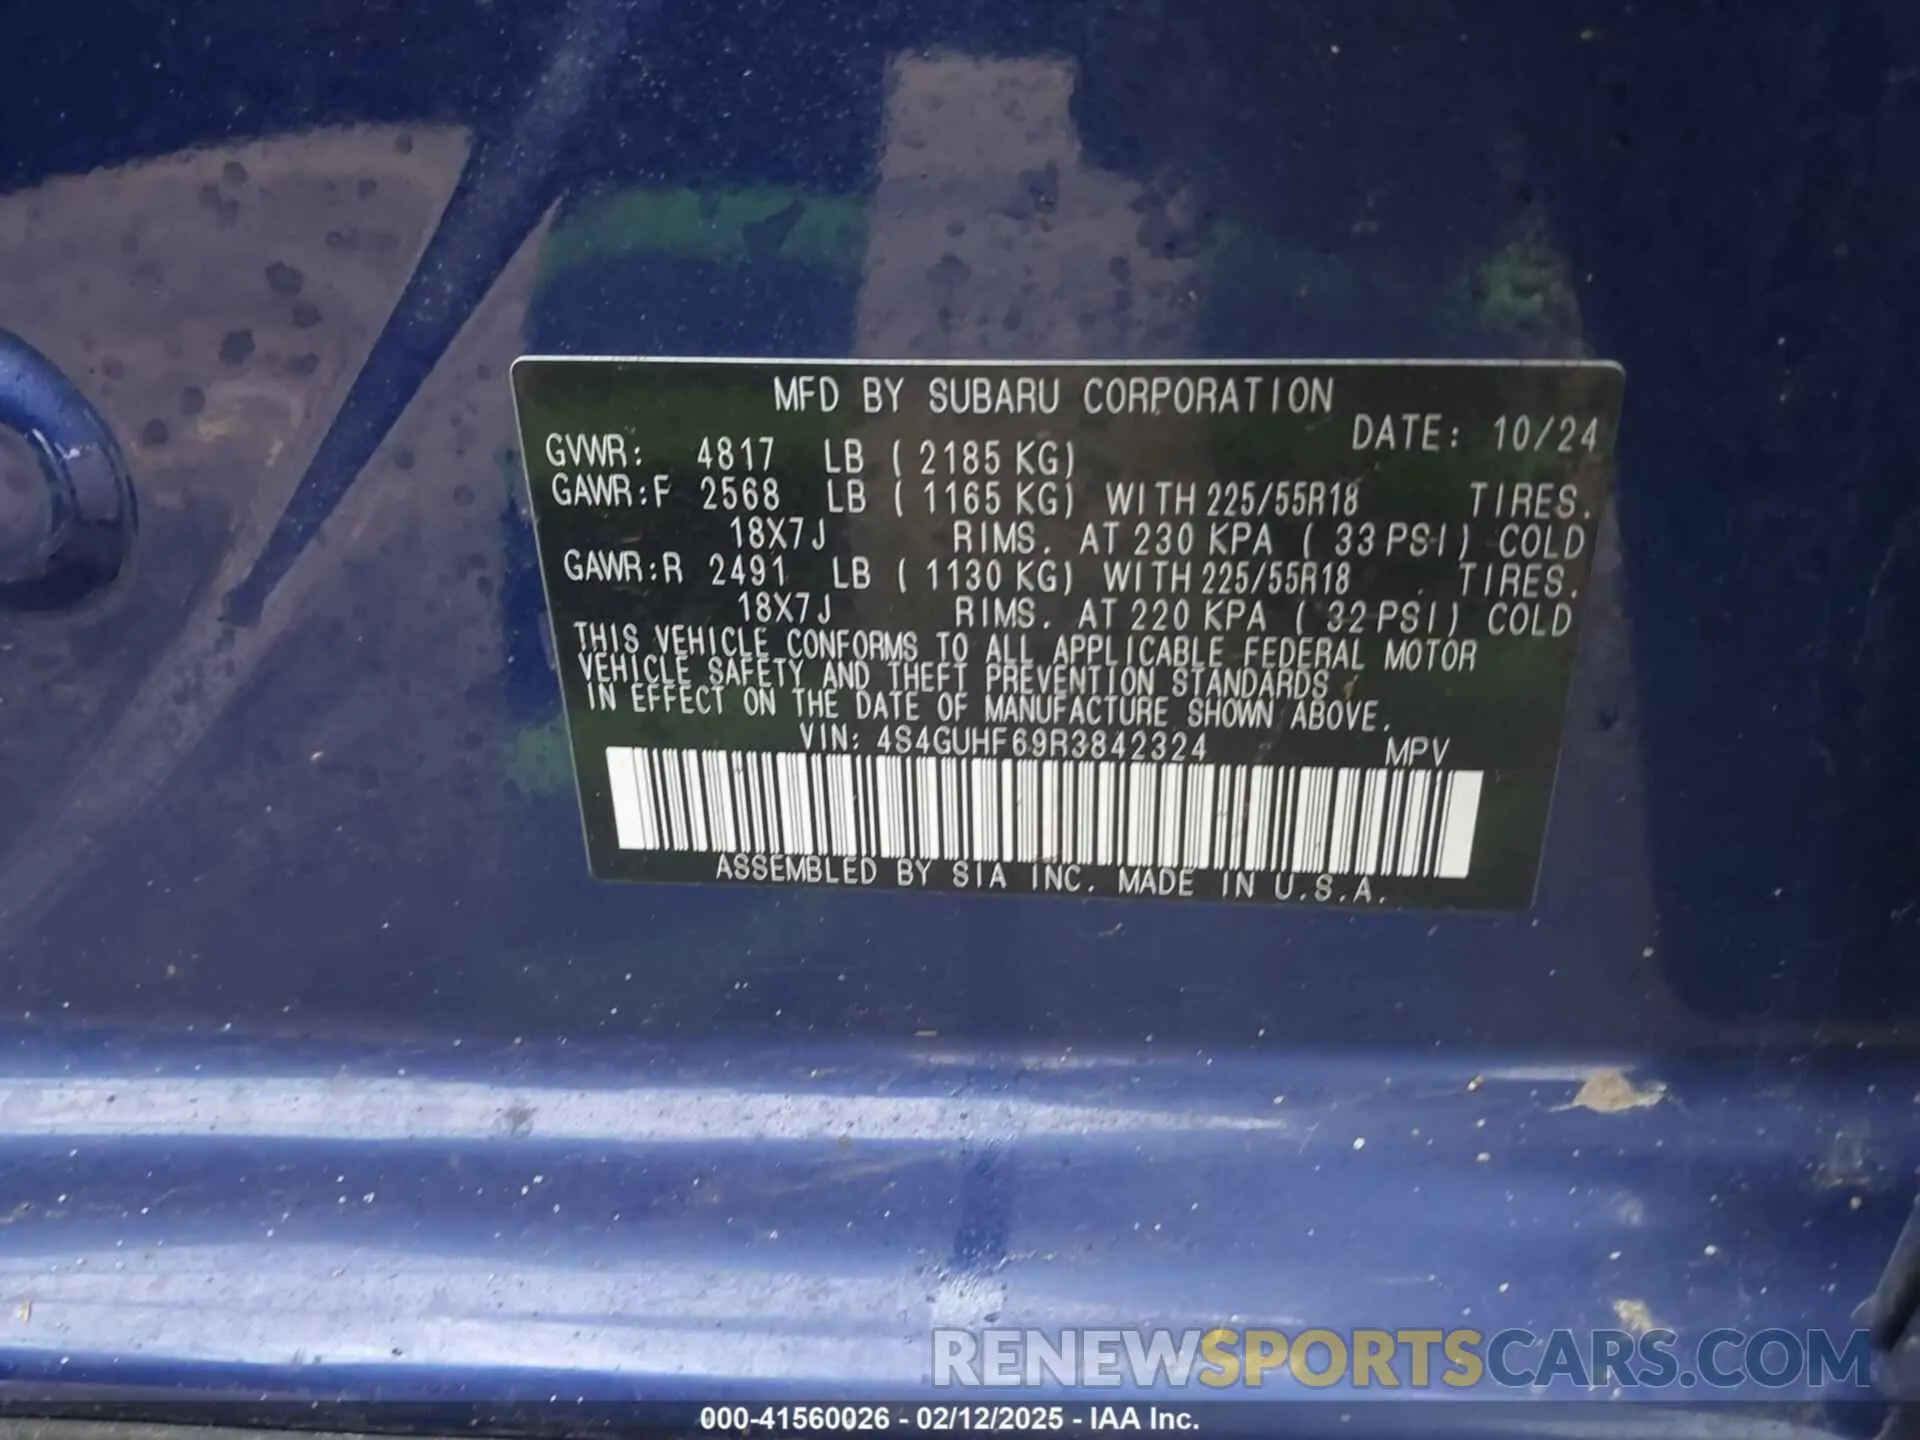 MFD BY SUBARU CORPORATION
DATE: 10/24
GVWR: 4817 LB ( 2185 KG)
GAWR:F 2568 LB ( 1165 KG) WITH 225/55R18 TIRES.
18X7J RIMS. AT 230 KPA ( 33 PSI) COLD
GAWR:R 2491 LB ( 1130 KG) WITH 225/55R18 TIRES.
18X7J RIMS. AT 220 KPA ( 32 PSI) COLD
THIS VEHICLE CONFORMS TO ALL APPLICABLE FEDERAL MOTOR
VEHICLE SAFETY AND THEFT PREVENTION STANDARDS
IN EFFECT ON THE DATE OF MANUFACTURE SHOWN ABOVE.
VIN: 4S4GUHF69R3842324 MPV
ASSEMBLED BY SIA INC. MADE IN U.S.A.
RENEWSPORTSCARS.COM
000-41560026 - 02/12/2025 - IAA Inc.